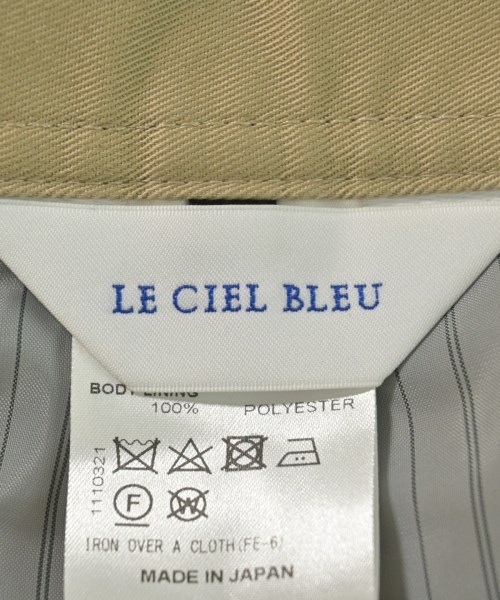 LE CIEL BLEU
BODY LINING
100% POLYESTER
1110321
F
W
IRON OVER A CLOTH(FE-6)
MADE IN JAPAN